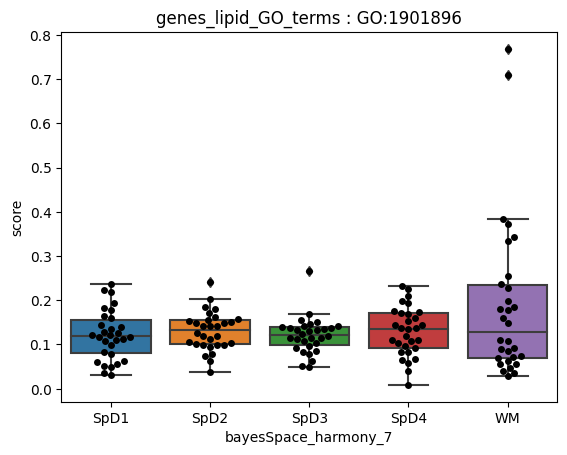 genes_lipid_GO_terms : GO:1901896
0.8
0.7
0.6
0.5
0.4
0.3
0.2
0.1
0.0
score
SpD1 SpD2 SpD3 SpD4 WM
bayesSpace_harmony_7